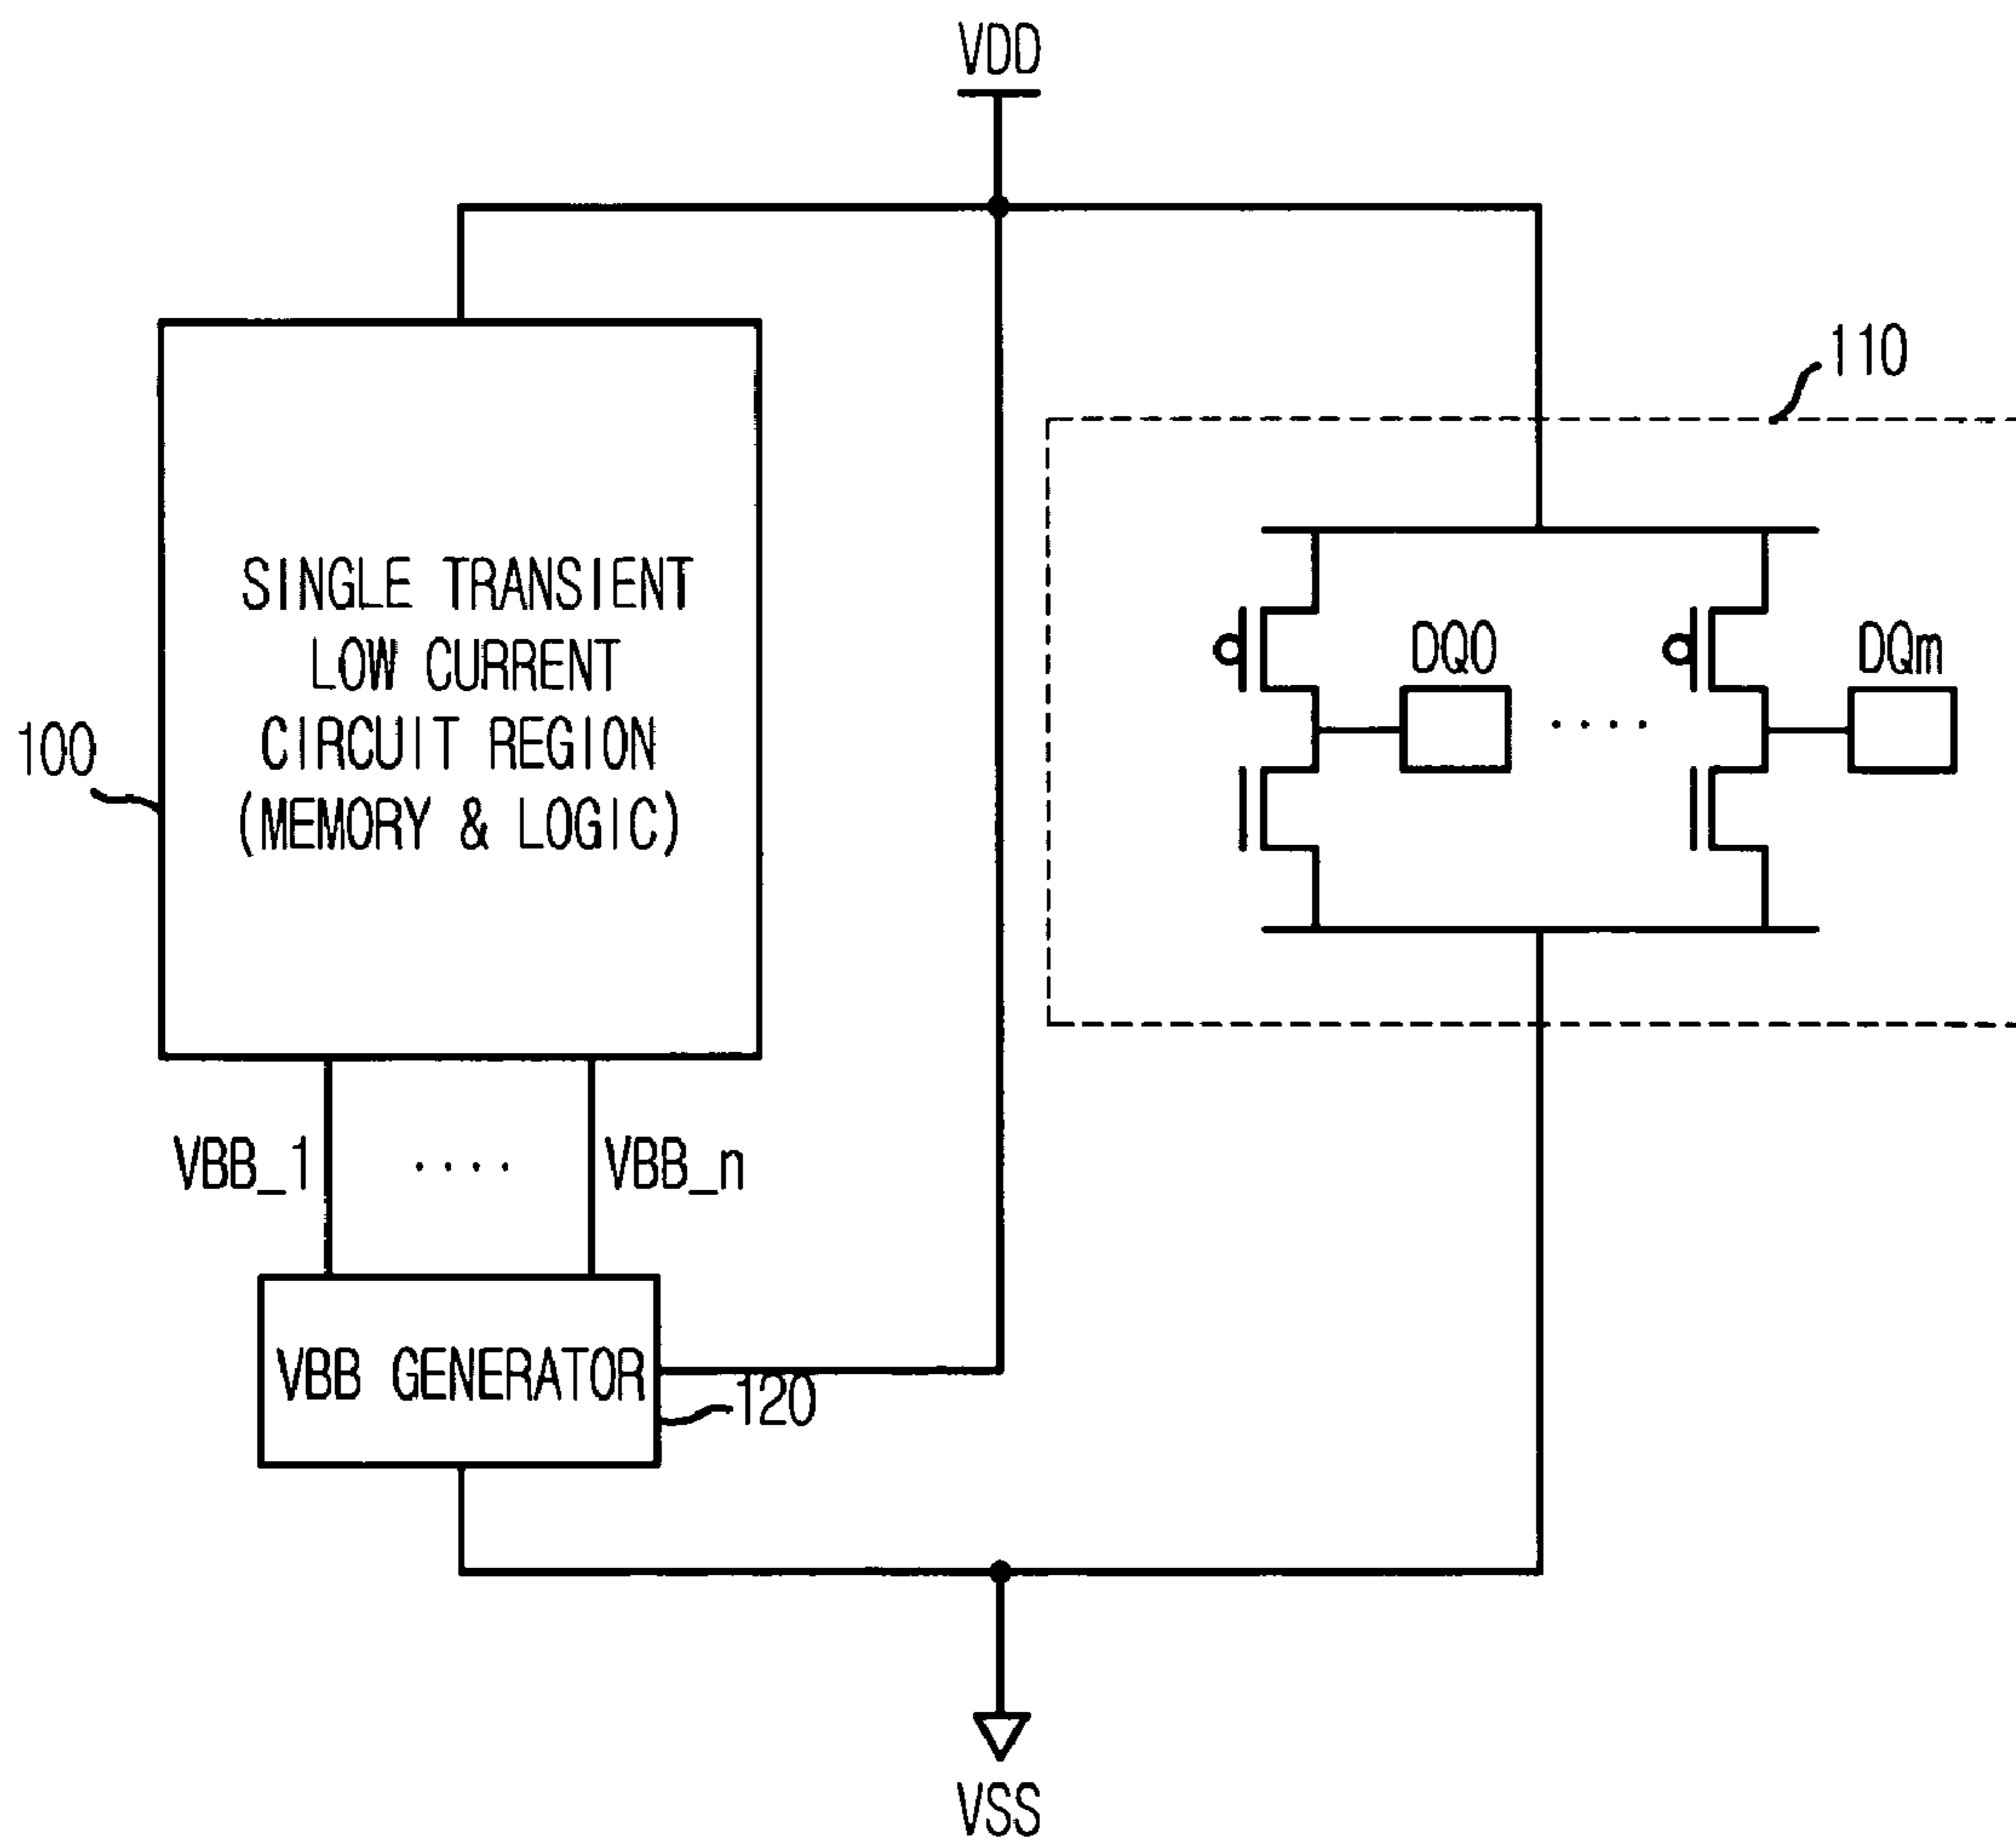 VDD
110
SINGLE TRANSIENT
LOW CURRENT
CIRCUIT REGION
(MEMORY & LOGIC)
100
DQ0
....
DQm
VBB_1
....
VBB_n
VBB GENERATOR
120
VSS